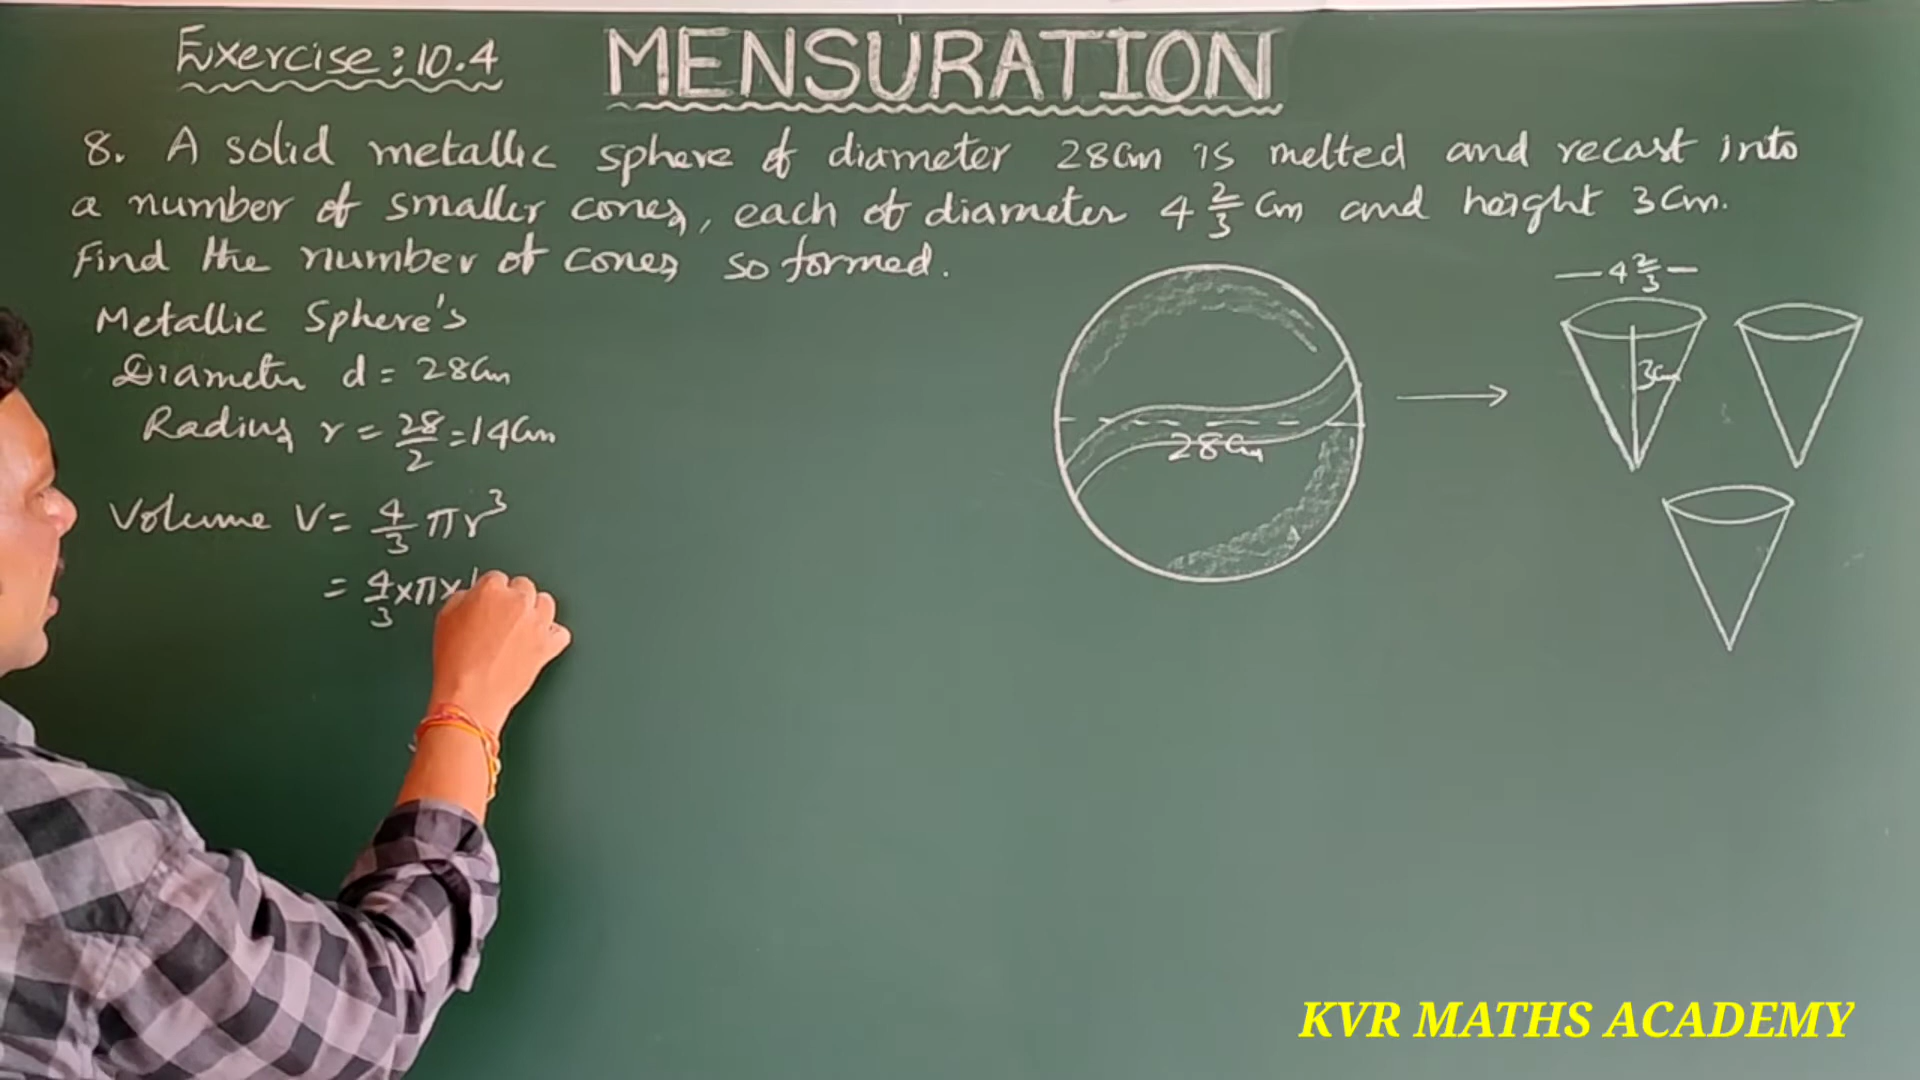 Exercise: 10.4
MENSURATION
8. A solid metallic sphere of diameter 28cm is melted and recast into
a number of smaller cones, each of diameter 4 2/3 cm and height 3cm.
Find the number of cones so formed.
Metallic Sphere's
Diameter d = 28cm
Radius r = 28/2 = 14cm
Volume V = 4/3 πr³
= 4/3 × π ×
28cm
4 2/3
3cm
KVR MATHS ACADEMY